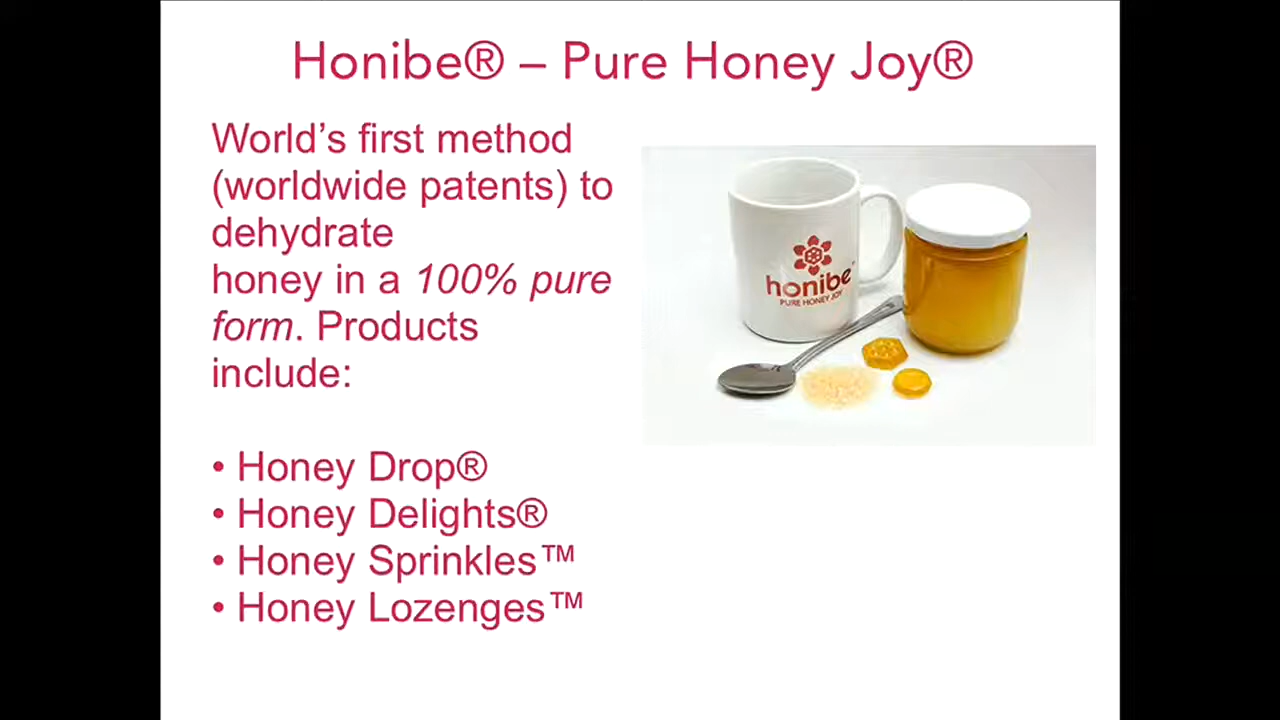 Honibe® – Pure Honey Joy®
World’s first method
(worldwide patents) to
dehydrate
honey in a 100% pure
form. Products
include:
• Honey Drop®
• Honey Delights®
• Honey Sprinkles™
• Honey Lozenges™
honibe™
PURE HONEY JOY